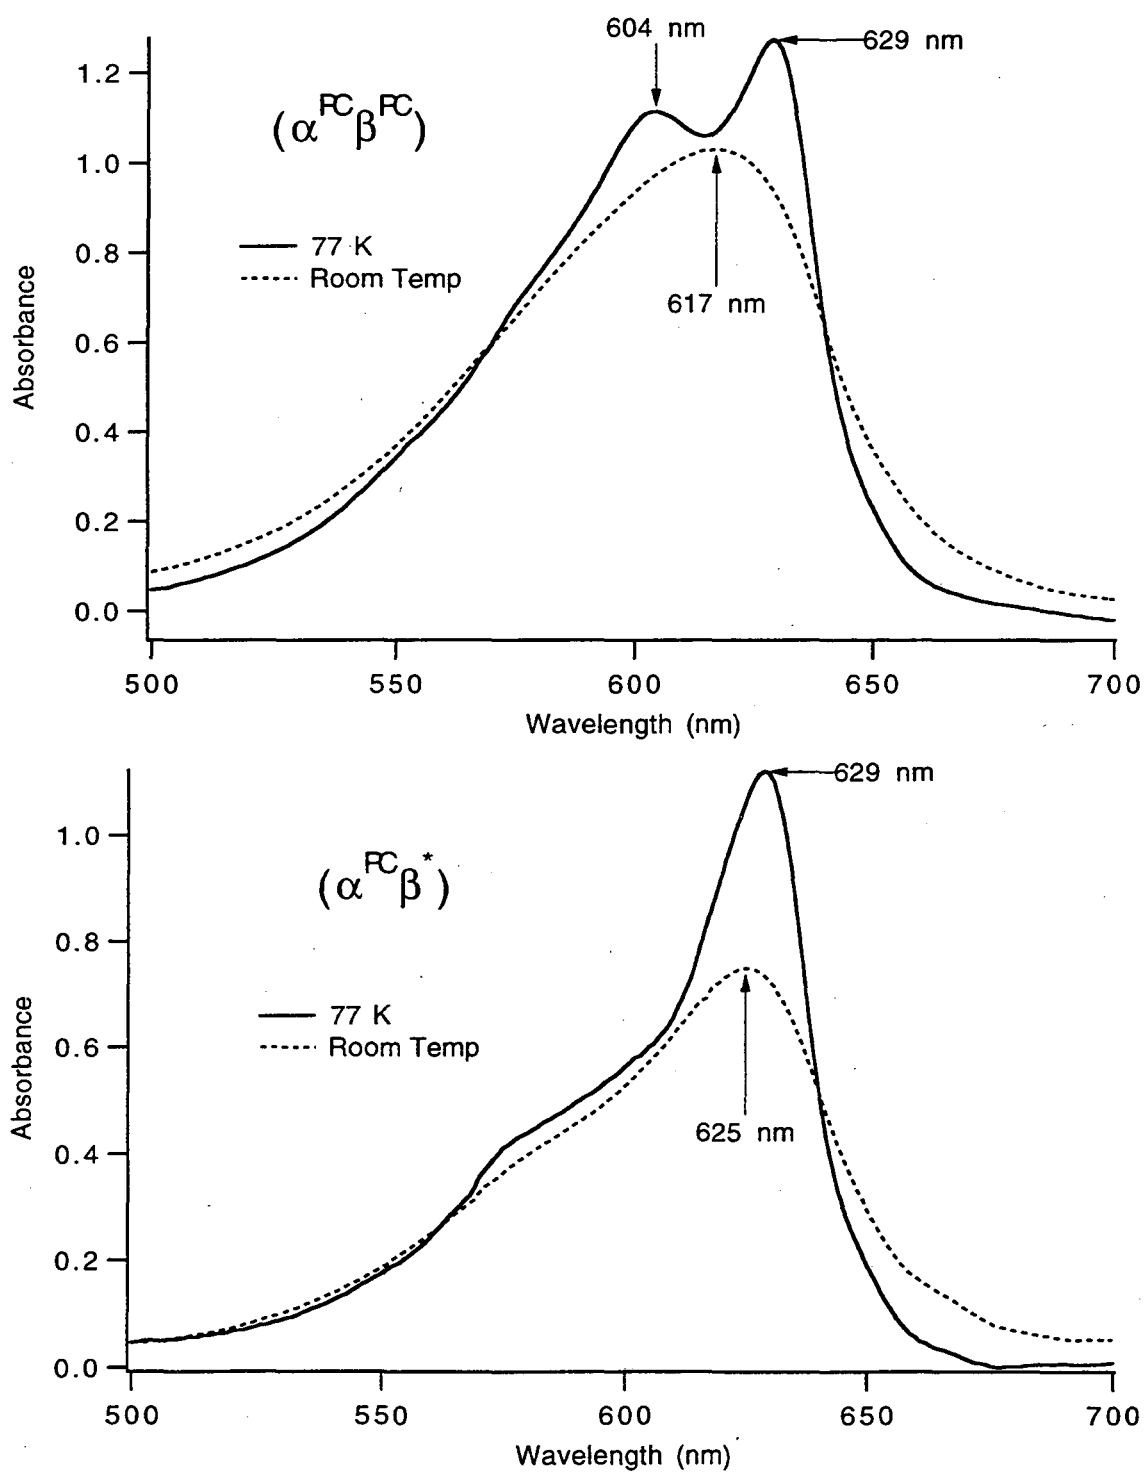 604 nm
629 nm
1.2
(α^PC β^PC)
1.0
77 K
0.8
Room Temp
617 nm
Absorbance
0.6
0.4
0.2
0.0
500 550 600 650 700
Wavelength (nm)
629 nm
1.0
(α^PC β^*)
0.8
77 K
Room Temp
0.6
Absorbance
625 nm
0.4
0.2
0.0
500 550 600 650 700
Wavelength (nm)